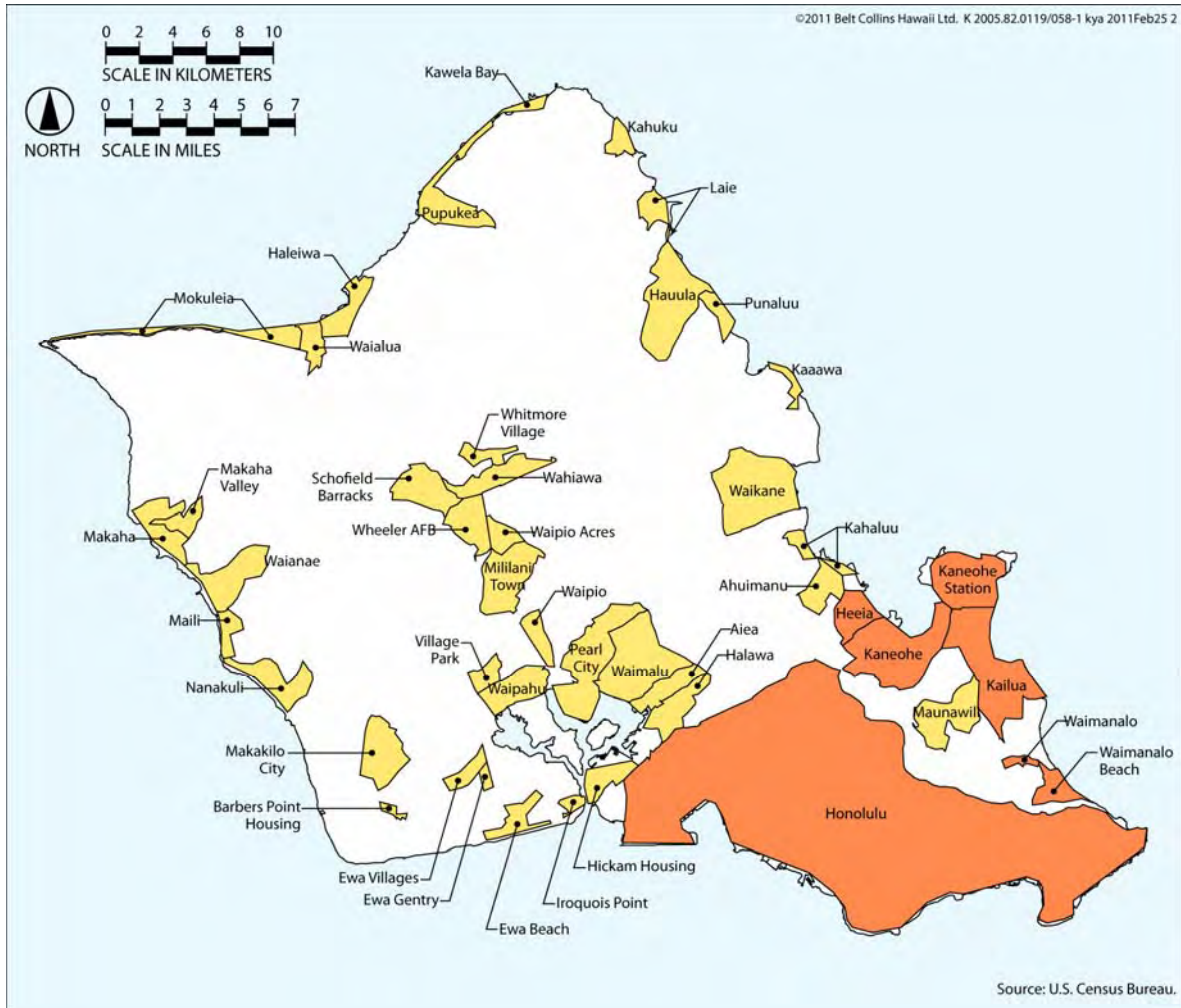 ©2011 Belt Collins Hawaii Ltd. K 2005.82.0119/058-1 kya 2011Feb25 2
0 2 4 6 8 10
SCALE IN KILOMETERS
0 1 2 3 4 5 6 7
SCALE IN MILES
NORTH
Kawela Bay
Kahuku
Laie
Pupukea
Haleiwa
Mokuleia
Hauula
Punaluu
Waialua
Kaaawa
Whitmore
Village
Makaha
Valley
Schofield
Barracks
Wahiawa
Waikane
Wheeler AFB
Waipio Acres
Makaha
Kahaluu
Waianae
Mililani
Town
Kaneohe
Station
Ahuimanu
Waipio
Heeia
Maili
Aiea
Village
Park
Pearl
City
Waimalu
Halawa
Kaneohe
Nanakuli
Waipahu
Kailua
Maunawili
Waimanalo
Makakilo
City
Waimanalo
Beach
Barbers Point
Housing
Honolulu
Hickam Housing
Ewa Villages
Ewa Gentry
Iroquois Point
Ewa Beach
Source: U.S. Census Bureau.